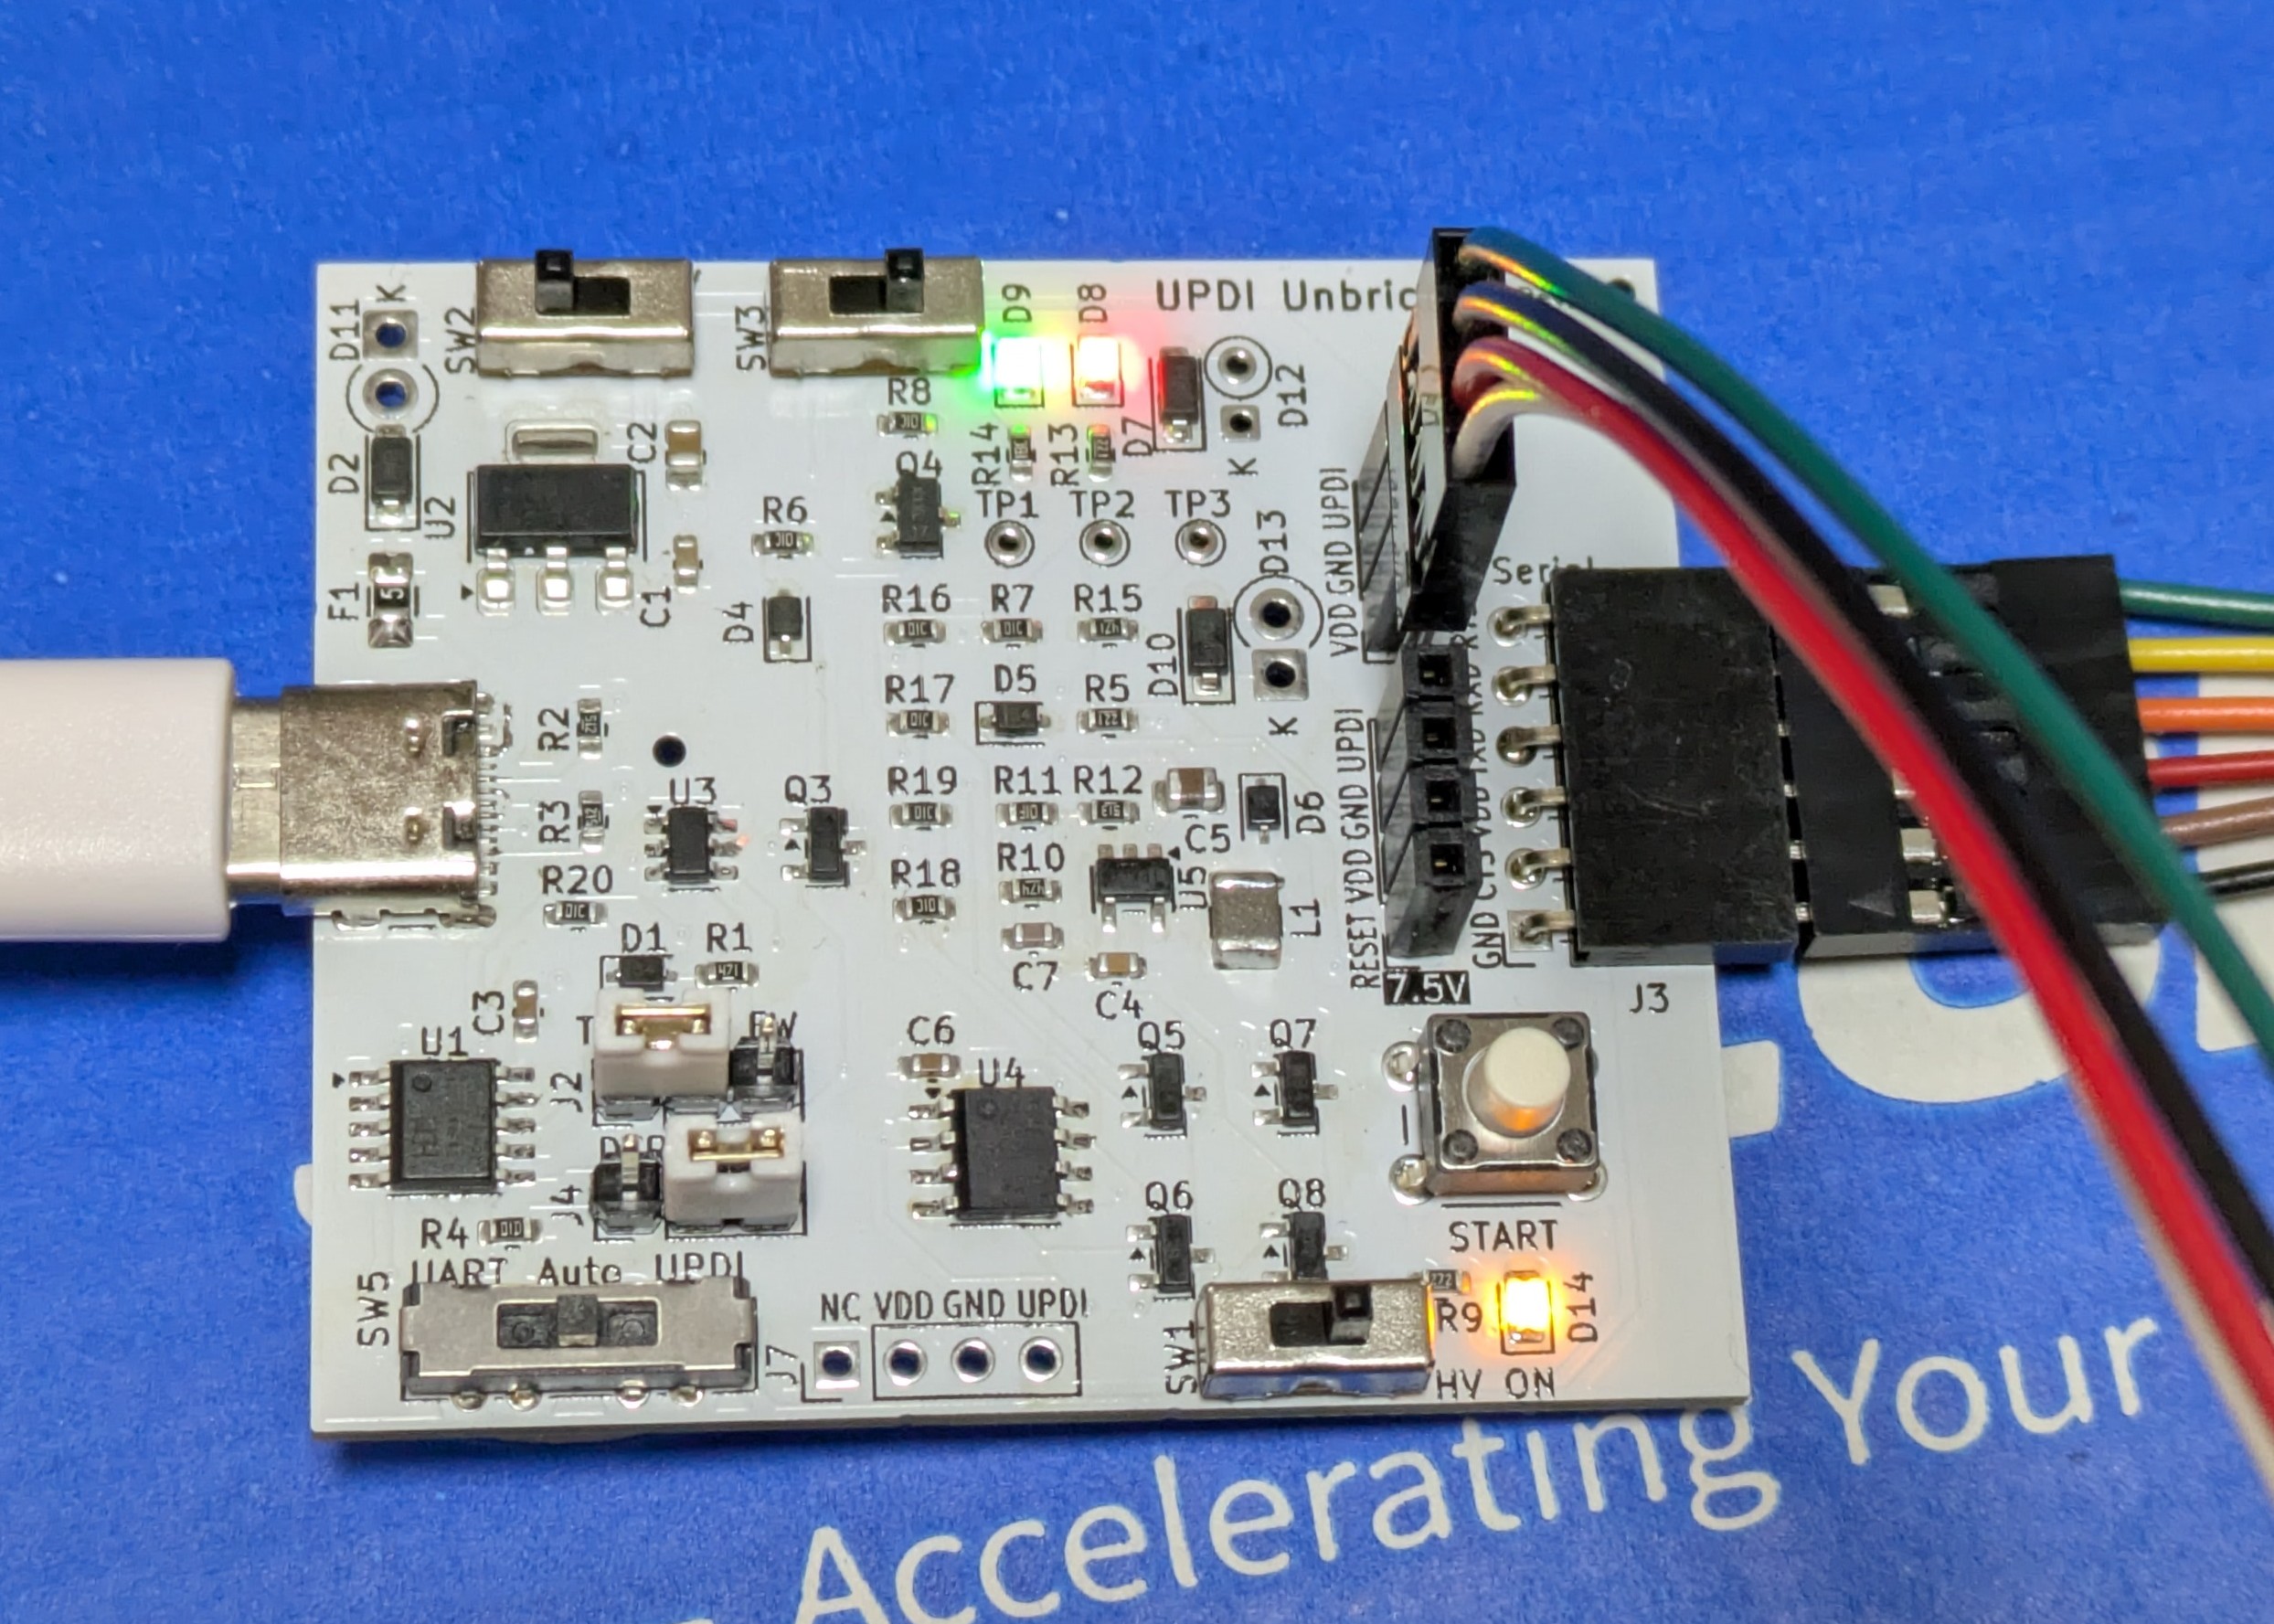 D11
K
SW2
SW3
D9
D8
UPDI Unbric
D12
K
D7
R8
R14
R13
Q4
C2
D2
U2
R6
TP1
TP2
TP3
D13
VDD GND UPDI
Serial
F1
C1
D4
R16
R7
R15
D10
K
R17
D5
R5
R2
R3
U3
Q3
R19
R11
R12
C5
D6
RESET VDD GND UPDI
R20
R18
R10
U5
L1
GND CTS VDD TXD RXD
D1
R1
C7
C4
7.5V
J3
C3
U1
J2
C6
U4
Q5
Q7
J4
Q6
Q8
START
R4
UART Auto UPDI
SW5
NC VDD GND UPDI
J7
SW1
R9
D14
HV ON
Accelerating Your